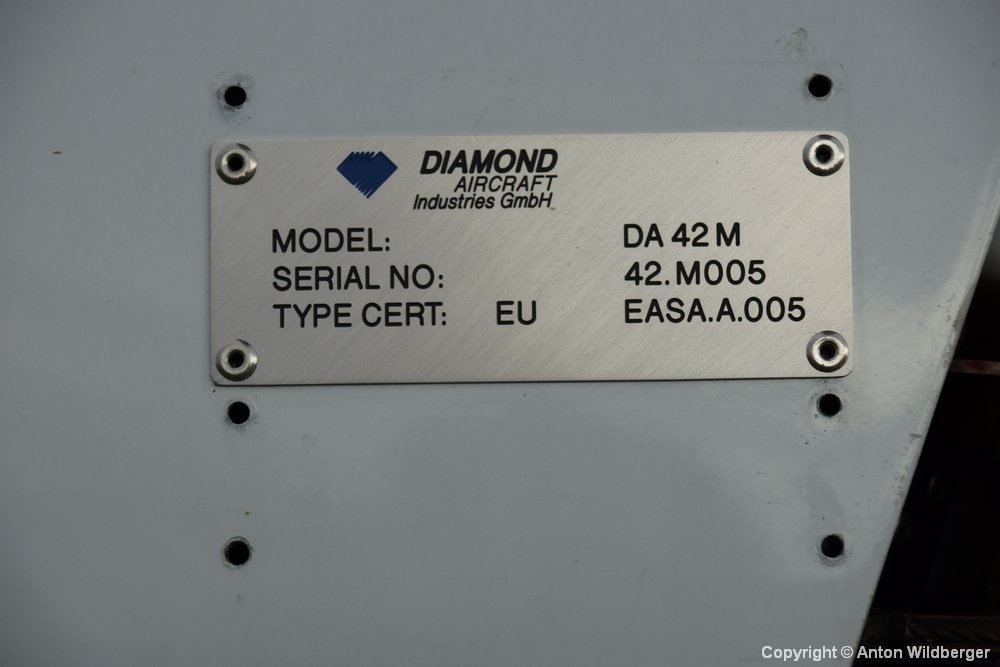 DIAMOND
AIRCRAFT
Industries GmbH
MODEL: DA 42 M
SERIAL NO: 42.M005
TYPE CERT: EU EASA.A.005
Copyright © Anton Wildberger